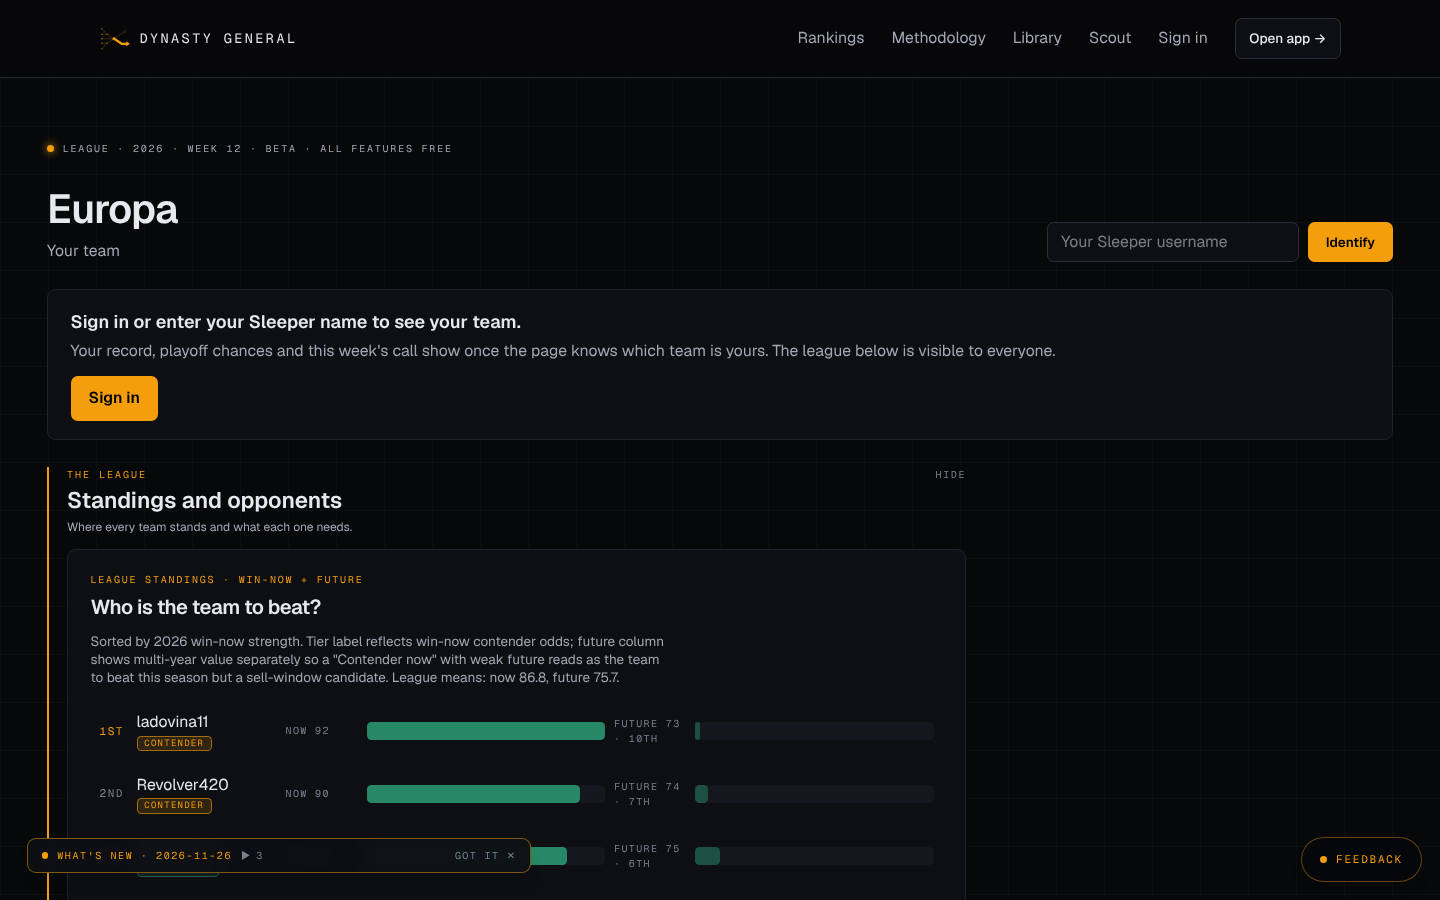 DYNASTY GENERAL
Rankings Methodology Library Scout Sign in Open app →
LEAGUE · 2026 · WEEK 12 · BETA · ALL FEATURES FREE
Europa
Your team
Your Sleeper username
Identify
Sign in or enter your Sleeper name to see your team.
Your record, playoff chances and this week's call show once the page knows which team is yours. The league below is visible to everyone.
Sign in
THE LEAGUE
HIDE
Standings and opponents
Where every team stands and what each one needs.
LEAGUE STANDINGS · WIN-NOW + FUTURE
Who is the team to beat?
Sorted by 2026 win-now strength. Tier label reflects win-now contender odds; future column
shows multi-year value separately so a "Contender now" with weak future reads as the team
to beat this season but a sell-window candidate. League means: now 86.8, future 75.7.
1ST
ladovina11
CONTENDER
NOW 92
FUTURE 73
· 10TH
2ND
Revolver420
CONTENDER
NOW 90
FUTURE 74
· 7TH
FUTURE 75
· 6TH
WHAT'S NEW · 2026-11-26 ▶ 3
GOT IT ×
FEEDBACK